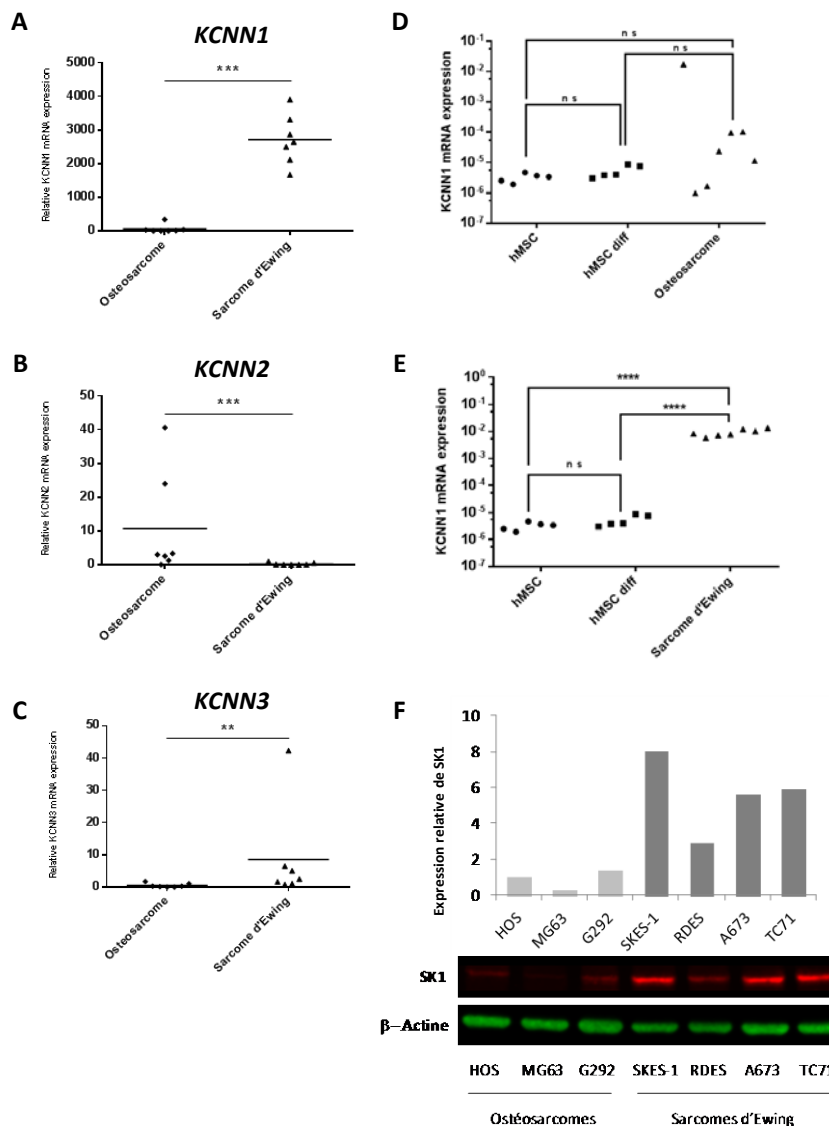 A
KCNN1
Relative KCNN1 mRNA expression
5000
4000
3000
2000
1000
0
***
Osteosarcome
Sarcome d'Ewing
B
KCNN2
Relative KCNN2 mRNA expression
50
40
30
20
10
0
***
Osteosarcome
Sarcome d'Ewing
C
KCNN3
Relative KCNN3 mRNA expression
50
40
30
20
10
0
**
Ostéosarcome
Sarcome d'Ewing
D
KCNN1 mRNA expression
10-1
10-2
10-3
10-4
10-5
10-6
10-7
n s
n s
n s
hMSC
hMSC diff
Osteosarcome
E
KCNN1 mRNA expression
100
10-1
10-2
10-3
10-4
10-5
10-6
10-7
****
****
n s
hMSC
hMSC diff
Sarcome d'Ewing
F
Expression relative de SK1
10
8
6
4
2
0
HOS
MG63
G292
SKES-1
RDES
A673
TC71
SK1
β–Actine
HOS MG63 G292 SKES-1 RDES A673 TC71
Ostéosarcomes Sarcomes d'Ewing